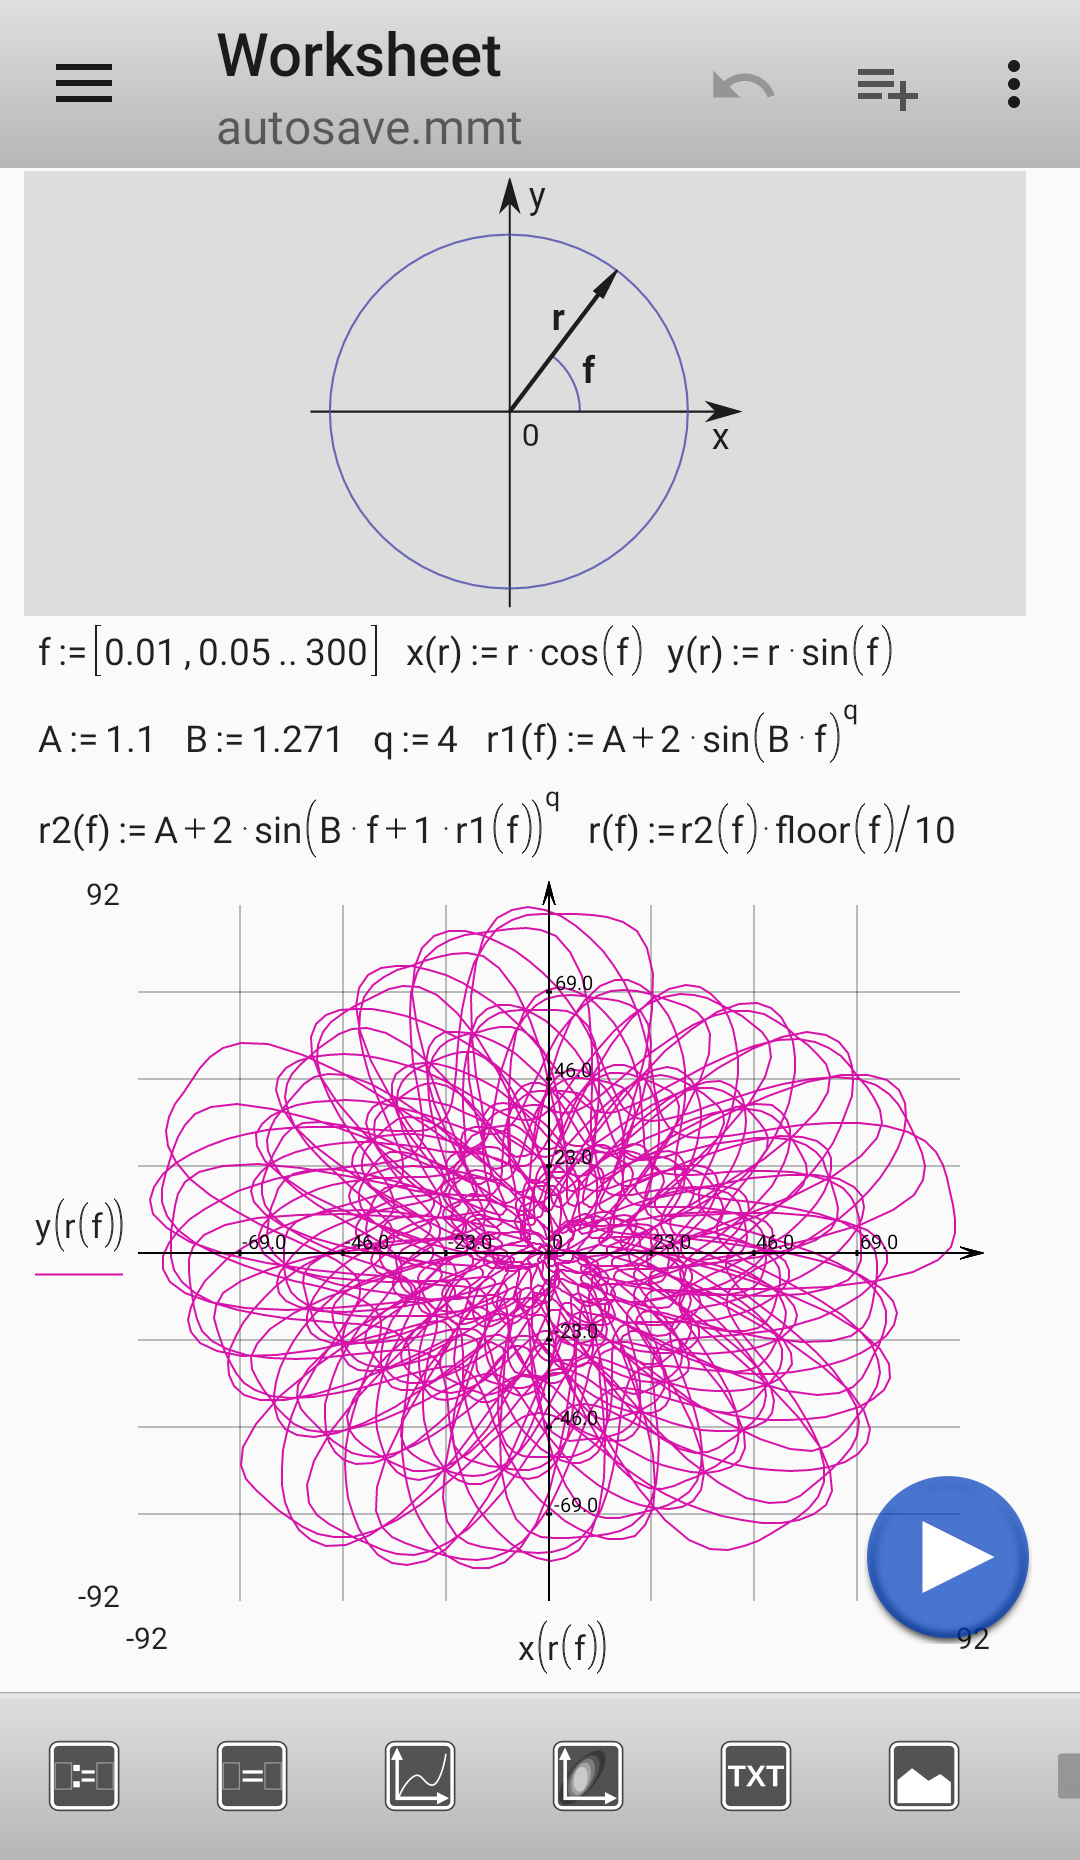 Worksheet
autosave.mmt
y
r
f
0
x
f := [0.01 , 0.05 .. 300] x(r) := r · cos(f) y(r) := r · sin(f)
A := 1.1 B := 1.271 q := 4 r1(f) := A + 2 · sin(B · f)^q
r2(f) := A + 2 · sin(B · f + 1 · r1(f))^q r(f) := r2(f) · floor(f)/10
92
69.0
46.0
23.0
y(r(f))
-69.0 -46.0 -23.0 0 23.0 46.0 69.0
-23.0
-46.0
-69.0
-92
-92 x(r(f)) 92
:= = TXT